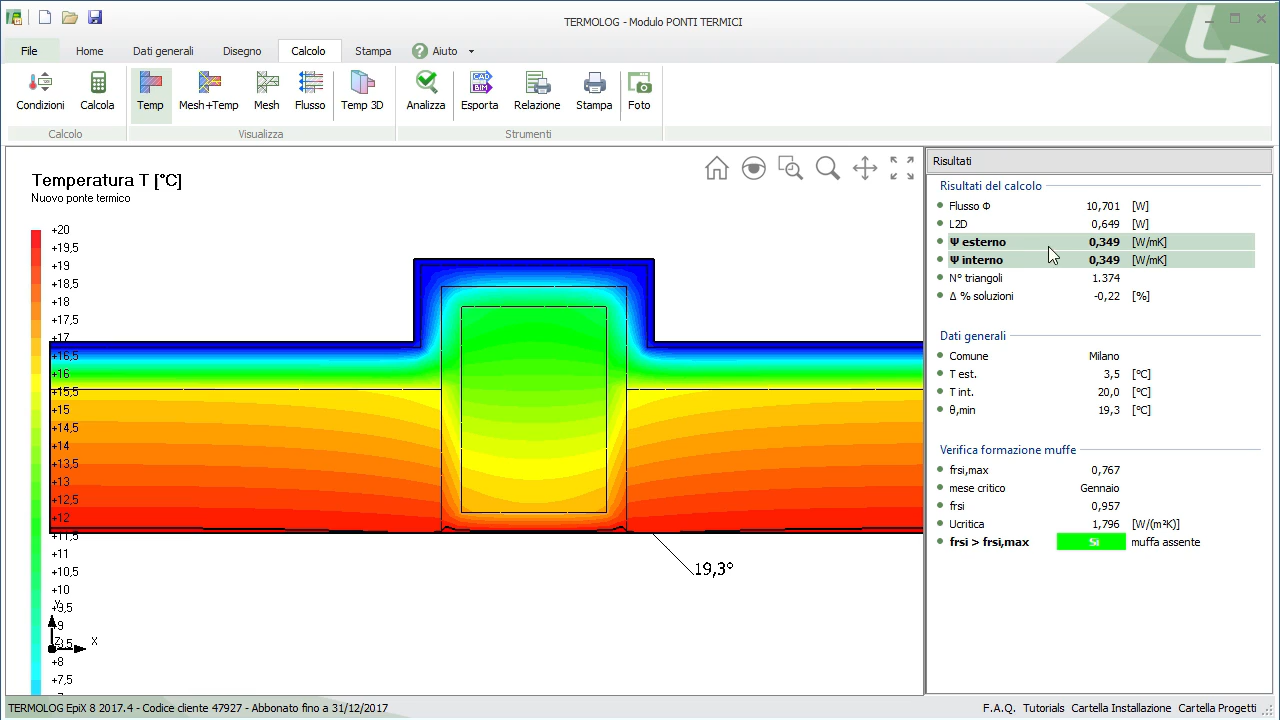 TERMOLOG - Modulo PONTI TERMICI
File Home Dati generali Disegno Calcolo Stampa ? Aiuto
Condizioni Calcola Temp Mesh+Temp Mesh Flusso Temp 3D Analizza CAD BIM Esporta Relazione Stampa Foto
Calcolo Visualizza Strumenti
Temperatura T [°C]
Nuovo ponte termico
+20
+19,5
+19
+18,5
+18
+17,5
+17
+16,5
+16
+15,5
+15
+14,5
+14
+13,5
+13
+12,5
+12
+11,5
+11
+10,5
+10
+9,5
+9
+8
+7,5
Y
Z
X
19,3°
Risultati
Risultati del calcolo
Flusso Φ 10,701 [W]
L2D 0,649 [W]
Ψ esterno 0,349 [W/mK]
Ψ interno 0,349 [W/mK]
N° triangoli 1.374
Δ % soluzioni -0,22 [%]
Dati generali
Comune Milano
T est. 3,5 [°C]
T int. 20,0 [°C]
θ,min 19,3 [°C]
Verifica formazione muffe
frsi,max 0,767
mese critico Gennaio
frsi 0,957
Ucritica 1,796 [W/(m²K)]
frsi > frsi,max Sì muffa assente
TERMOLOG EpiX 8 2017.4 - Codice cliente 47927 - Abbonato fino a 31/12/2017
F.A.Q. Tutorials Cartella Installazione Cartella Progetti